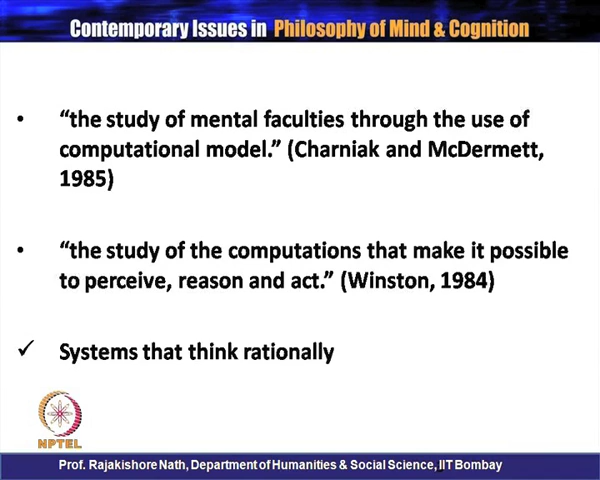 Contemporary Issues in Philosophy of Mind & Cognition
• “the study of mental faculties through the use of
computational model.” (Charniak and McDermett,
1985)
• “the study of the computations that make it possible
to perceive, reason and act.” (Winston, 1984)
✓ Systems that think rationally
NPTEL
Prof. Rajakishore Nath, Department of Humanities & Social Science, IIT Bombay